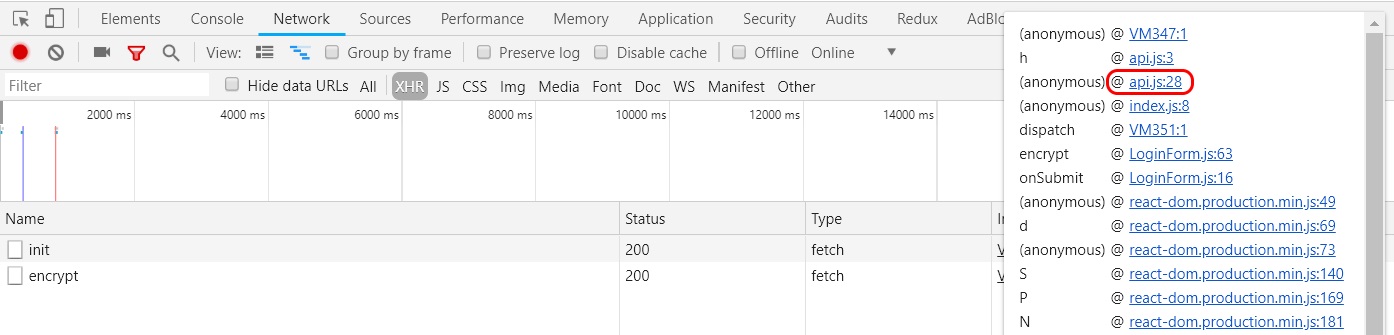 Elements Console Network Sources Performance Memory Application Security Audits Redux AdBlo
View: Group by frame Preserve log Disable cache Offline Online
Filter Hide data URLs All XHR JS CSS Img Media Font Doc WS Manifest Other
2000 ms 4000 ms 6000 ms 8000 ms 10000 ms 12000 ms 14000 ms
Name Status Type
init 200 fetch
encrypt 200 fetch
(anonymous) @ VM347:1
h @ api.js:3
(anonymous) @ api.js:28
(anonymous) @ index.js:8
dispatch @ VM351:1
encrypt @ LoginForm.js:63
onSubmit @ LoginForm.js:16
(anonymous) @ react-dom.production.min.js:49
d @ react-dom.production.min.js:69
(anonymous) @ react-dom.production.min.js:73
S @ react-dom.production.min.js:140
P @ react-dom.production.min.js:169
N @ react-dom.production.min.js:181